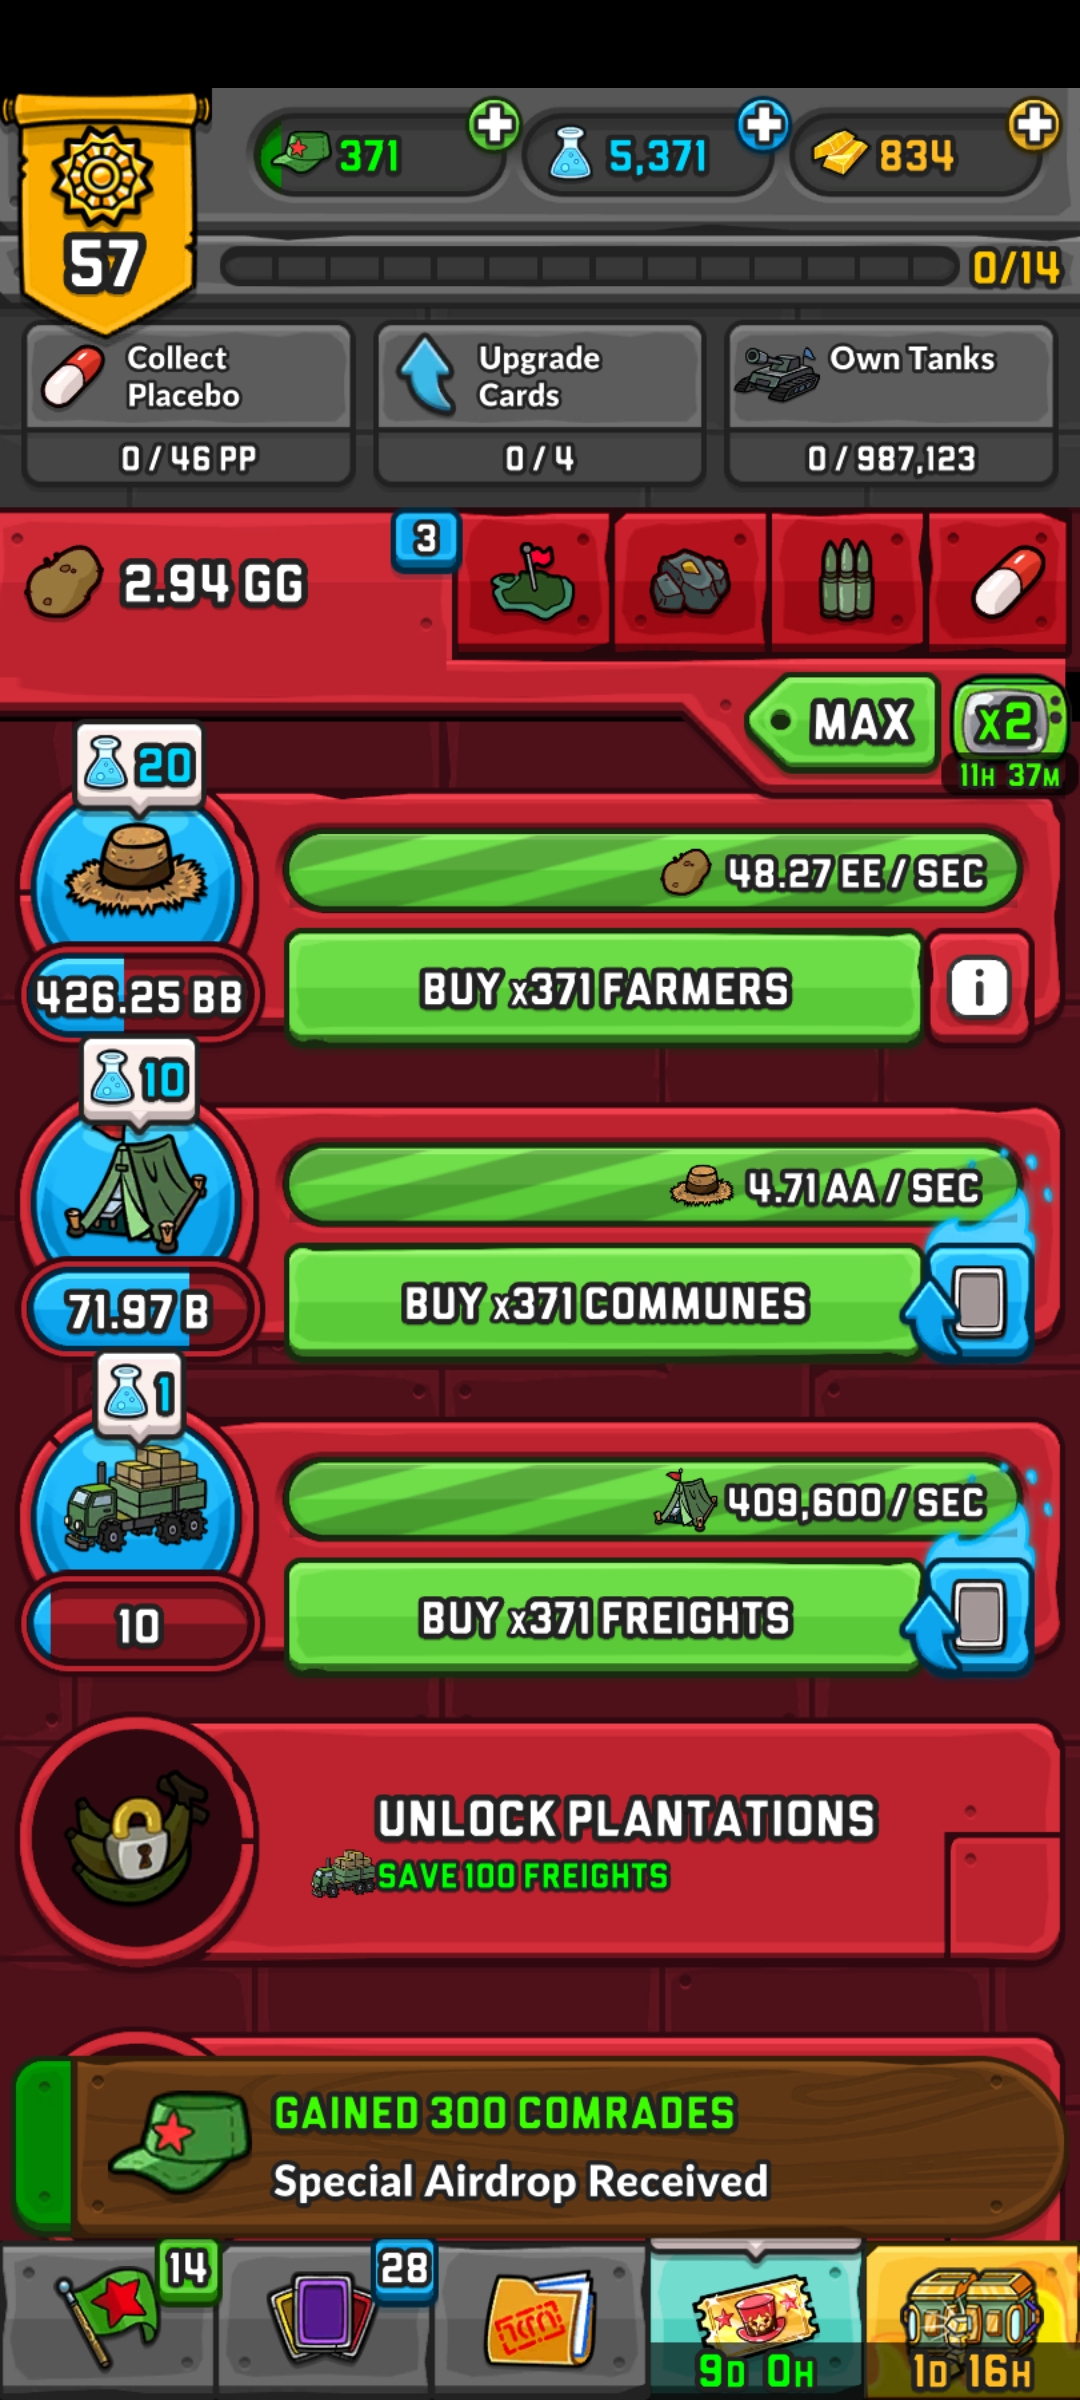 371
5,371
834
57
0/14
Collect
Placebo
0 / 46 PP
Upgrade
Cards
0 / 4
Own Tanks
0 / 987,123
2.94 GG
3
MAX
x2
11H 37M
20
48.27 EE / SEC
426.25 BB
BUY x371 FARMERS
i
10
4.71 AA / SEC
71.97 B
BUY x371 COMMUNES
1
409,600 / SEC
10
BUY x371 FREIGHTS
UNLOCK PLANTATIONS
SAVE 100 FREIGHTS
GAINED 300 COMRADES
Special Airdrop Received
14
28
9D 0H
1D 16H